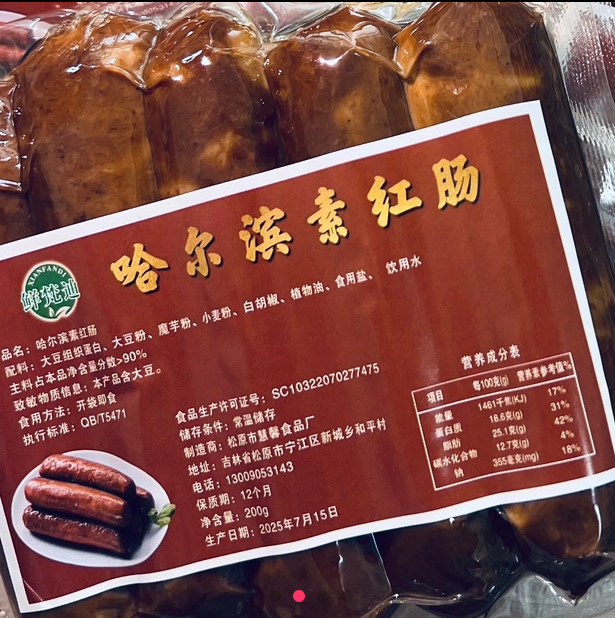 哈尔滨素红肠
XIANFANDI
鲜梵迪
品名：哈尔滨素红肠
配料：大豆组织蛋白、大豆粉、魔芋粉、小麦粉、白胡椒、植物油、食用盐、饮用水
主料占本品净含量分数>90%
致敏物质信息：本产品含大豆。
食用方法：开袋即食
执行标准：QB/T5471
食品生产许可证号：SC10322070277475
储存条件：常温储存
制造商：松原市慧馨食品厂
地址：吉林省松原市宁江区新城乡和平村
电话：13009053143
保质期：12个月
净含量：200g
生产日期：2025年7月15日
营养成分表
项目 每100克(g) 营养素参考值%
能量 1461千焦(KJ) 17%
蛋白质 18.6克(g) 31%
脂肪 25.1克(g) 42%
碳水化合物 12.7克(g) 4%
钠 355毫克(mg) 18%